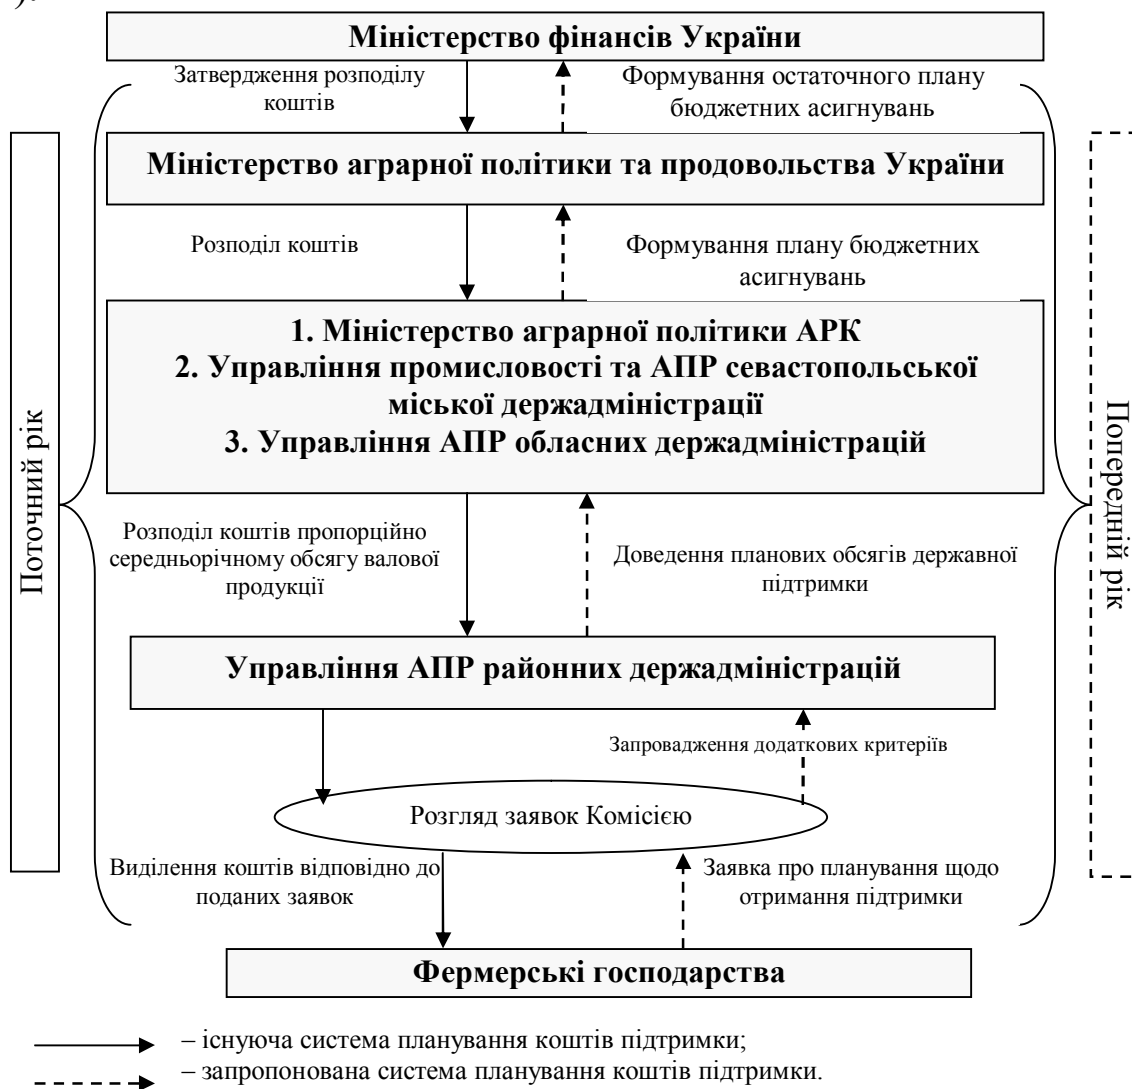 ).
Міністерство фінансів України
Затвердження розподілу
коштів
Формування остаточного плану
бюджетних асигнувань
Міністерство аграрної політики та продовольства України
Розподіл коштів
Формування плану бюджетних
асигнувань
1. Міністерство аграрної політики АРК
2. Управління промисловості та АПР севастопольської
міської держадміністрації
3. Управління АПР обласних держадміністрацій
Поточний рік
Попередній рік
Розподіл коштів пропорційно
середньорічному обсягу валової
продукції
Доведення планових обсягів державної
підтримки
Управління АПР районних держадміністрацій
Запровадження додаткових критеріїв
Розгляд заявок Комісією
Виділення коштів відповідно до
поданих заявок
Заявка про планування щодо
отримання підтримки
Фермерські господарства
– існуюча система планування коштів підтримки;
– запропонована система планування коштів підтримки.